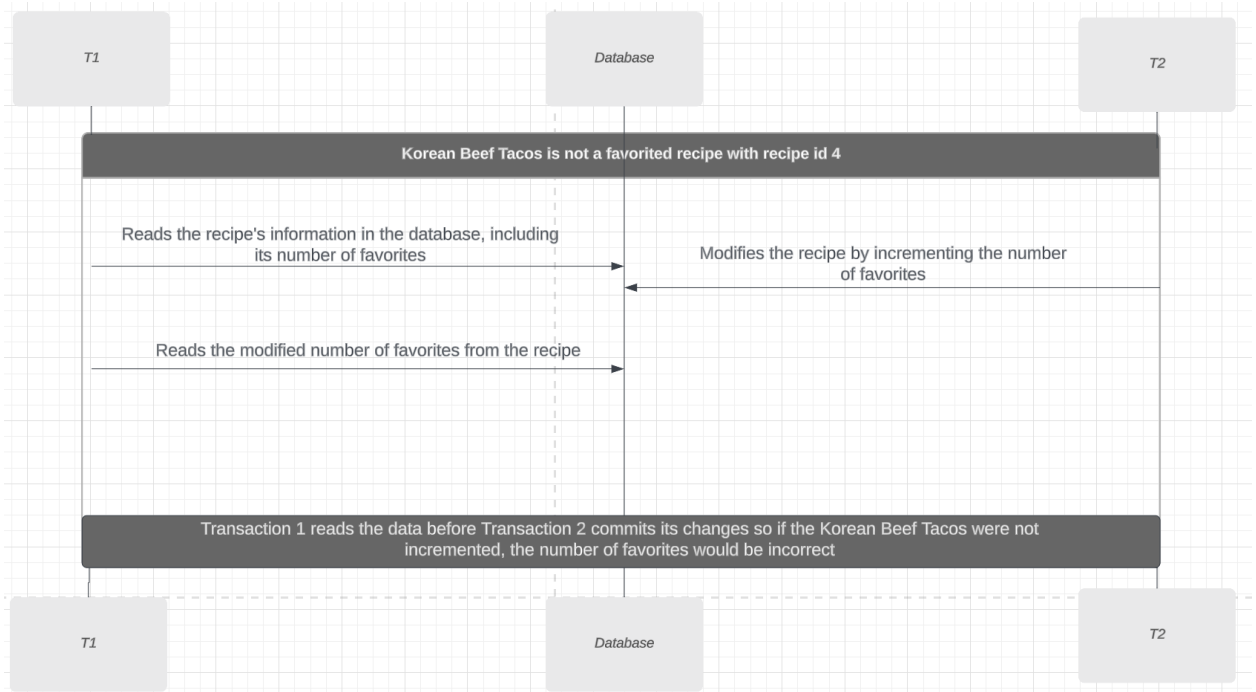 T1
Database
T2
Korean Beef Tacos is not a favorited recipe with recipe id 4
Reads the recipe's information in the database, including
its number of favorites
Modifies the recipe by incrementing the number
of favorites
Reads the modified number of favorites from the recipe
Transaction 1 reads the data before Transaction 2 commits its changes so if the Korean Beef Tacos were not
incremented, the number of favorites would be incorrect
T1
Database
T2